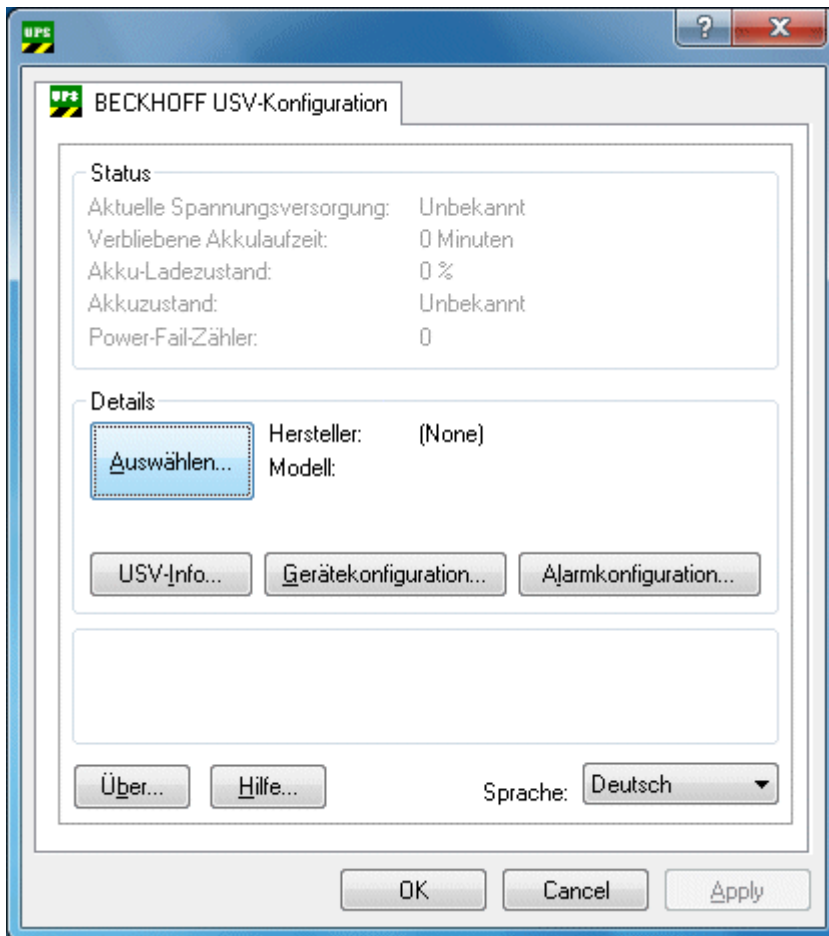 UPS
?
X
UPS BECKHOFF USV-Konfiguration
Status
Aktuelle Spannungsversorgung: Unbekannt
Verbliebene Akkulaufzeit: 0 Minuten
Akku-Ladezustand: 0 %
Akkuzustand: Unbekannt
Power-Fail-Zähler: 0
Details
Auswählen... Hersteller: (None)
Modell:
USV-Info... Gerätekonfiguration... Alarmkonfiguration...
Über... Hilfe... Sprache: Deutsch
OK Cancel Apply